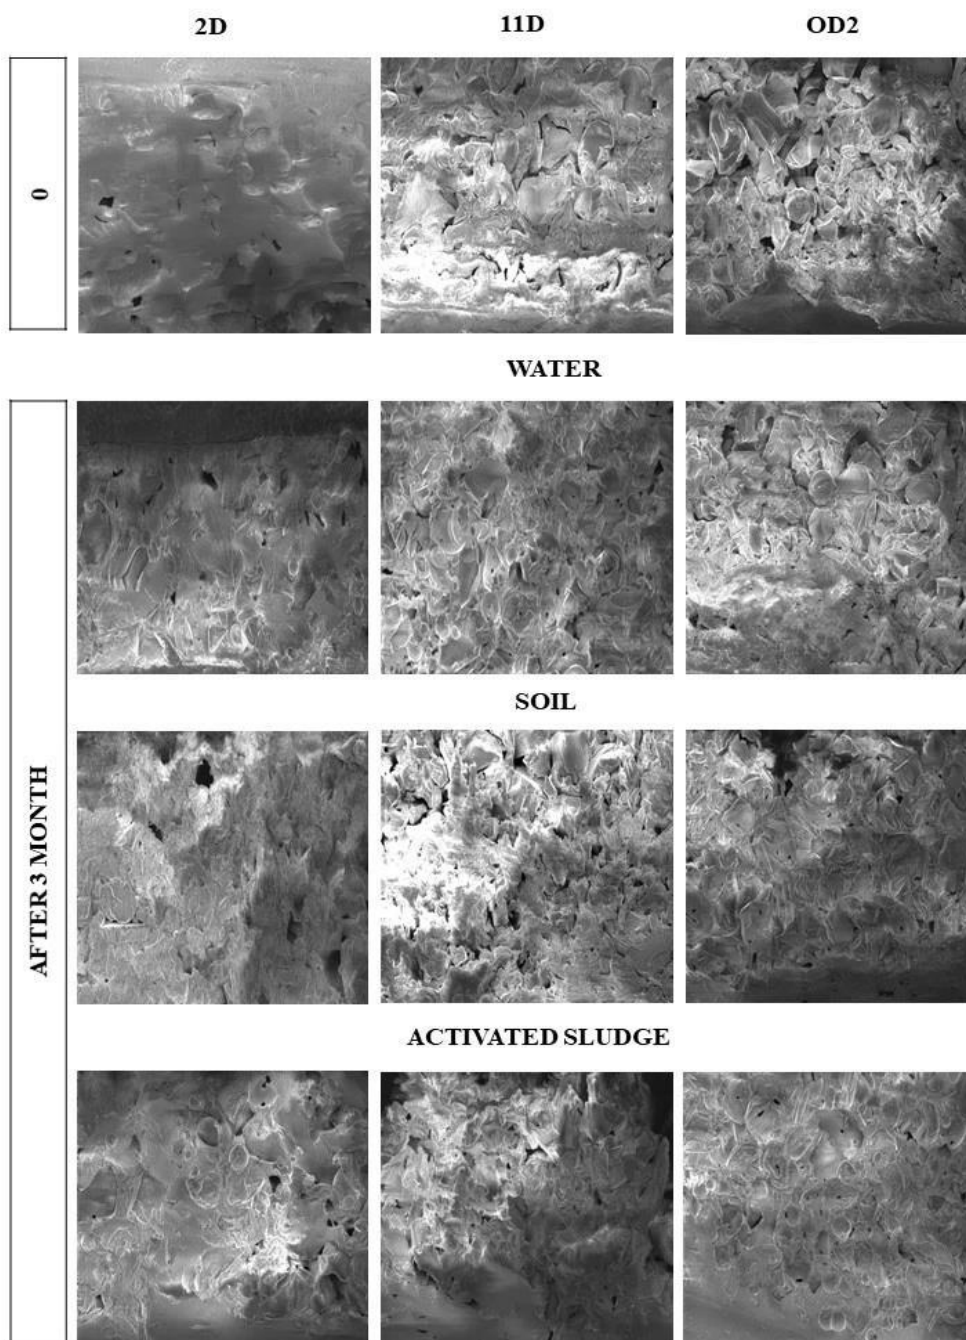 2D 11D OD2
0
WATER
AFTER 3 MONTH
SOIL
ACTIVATED SLUDGE